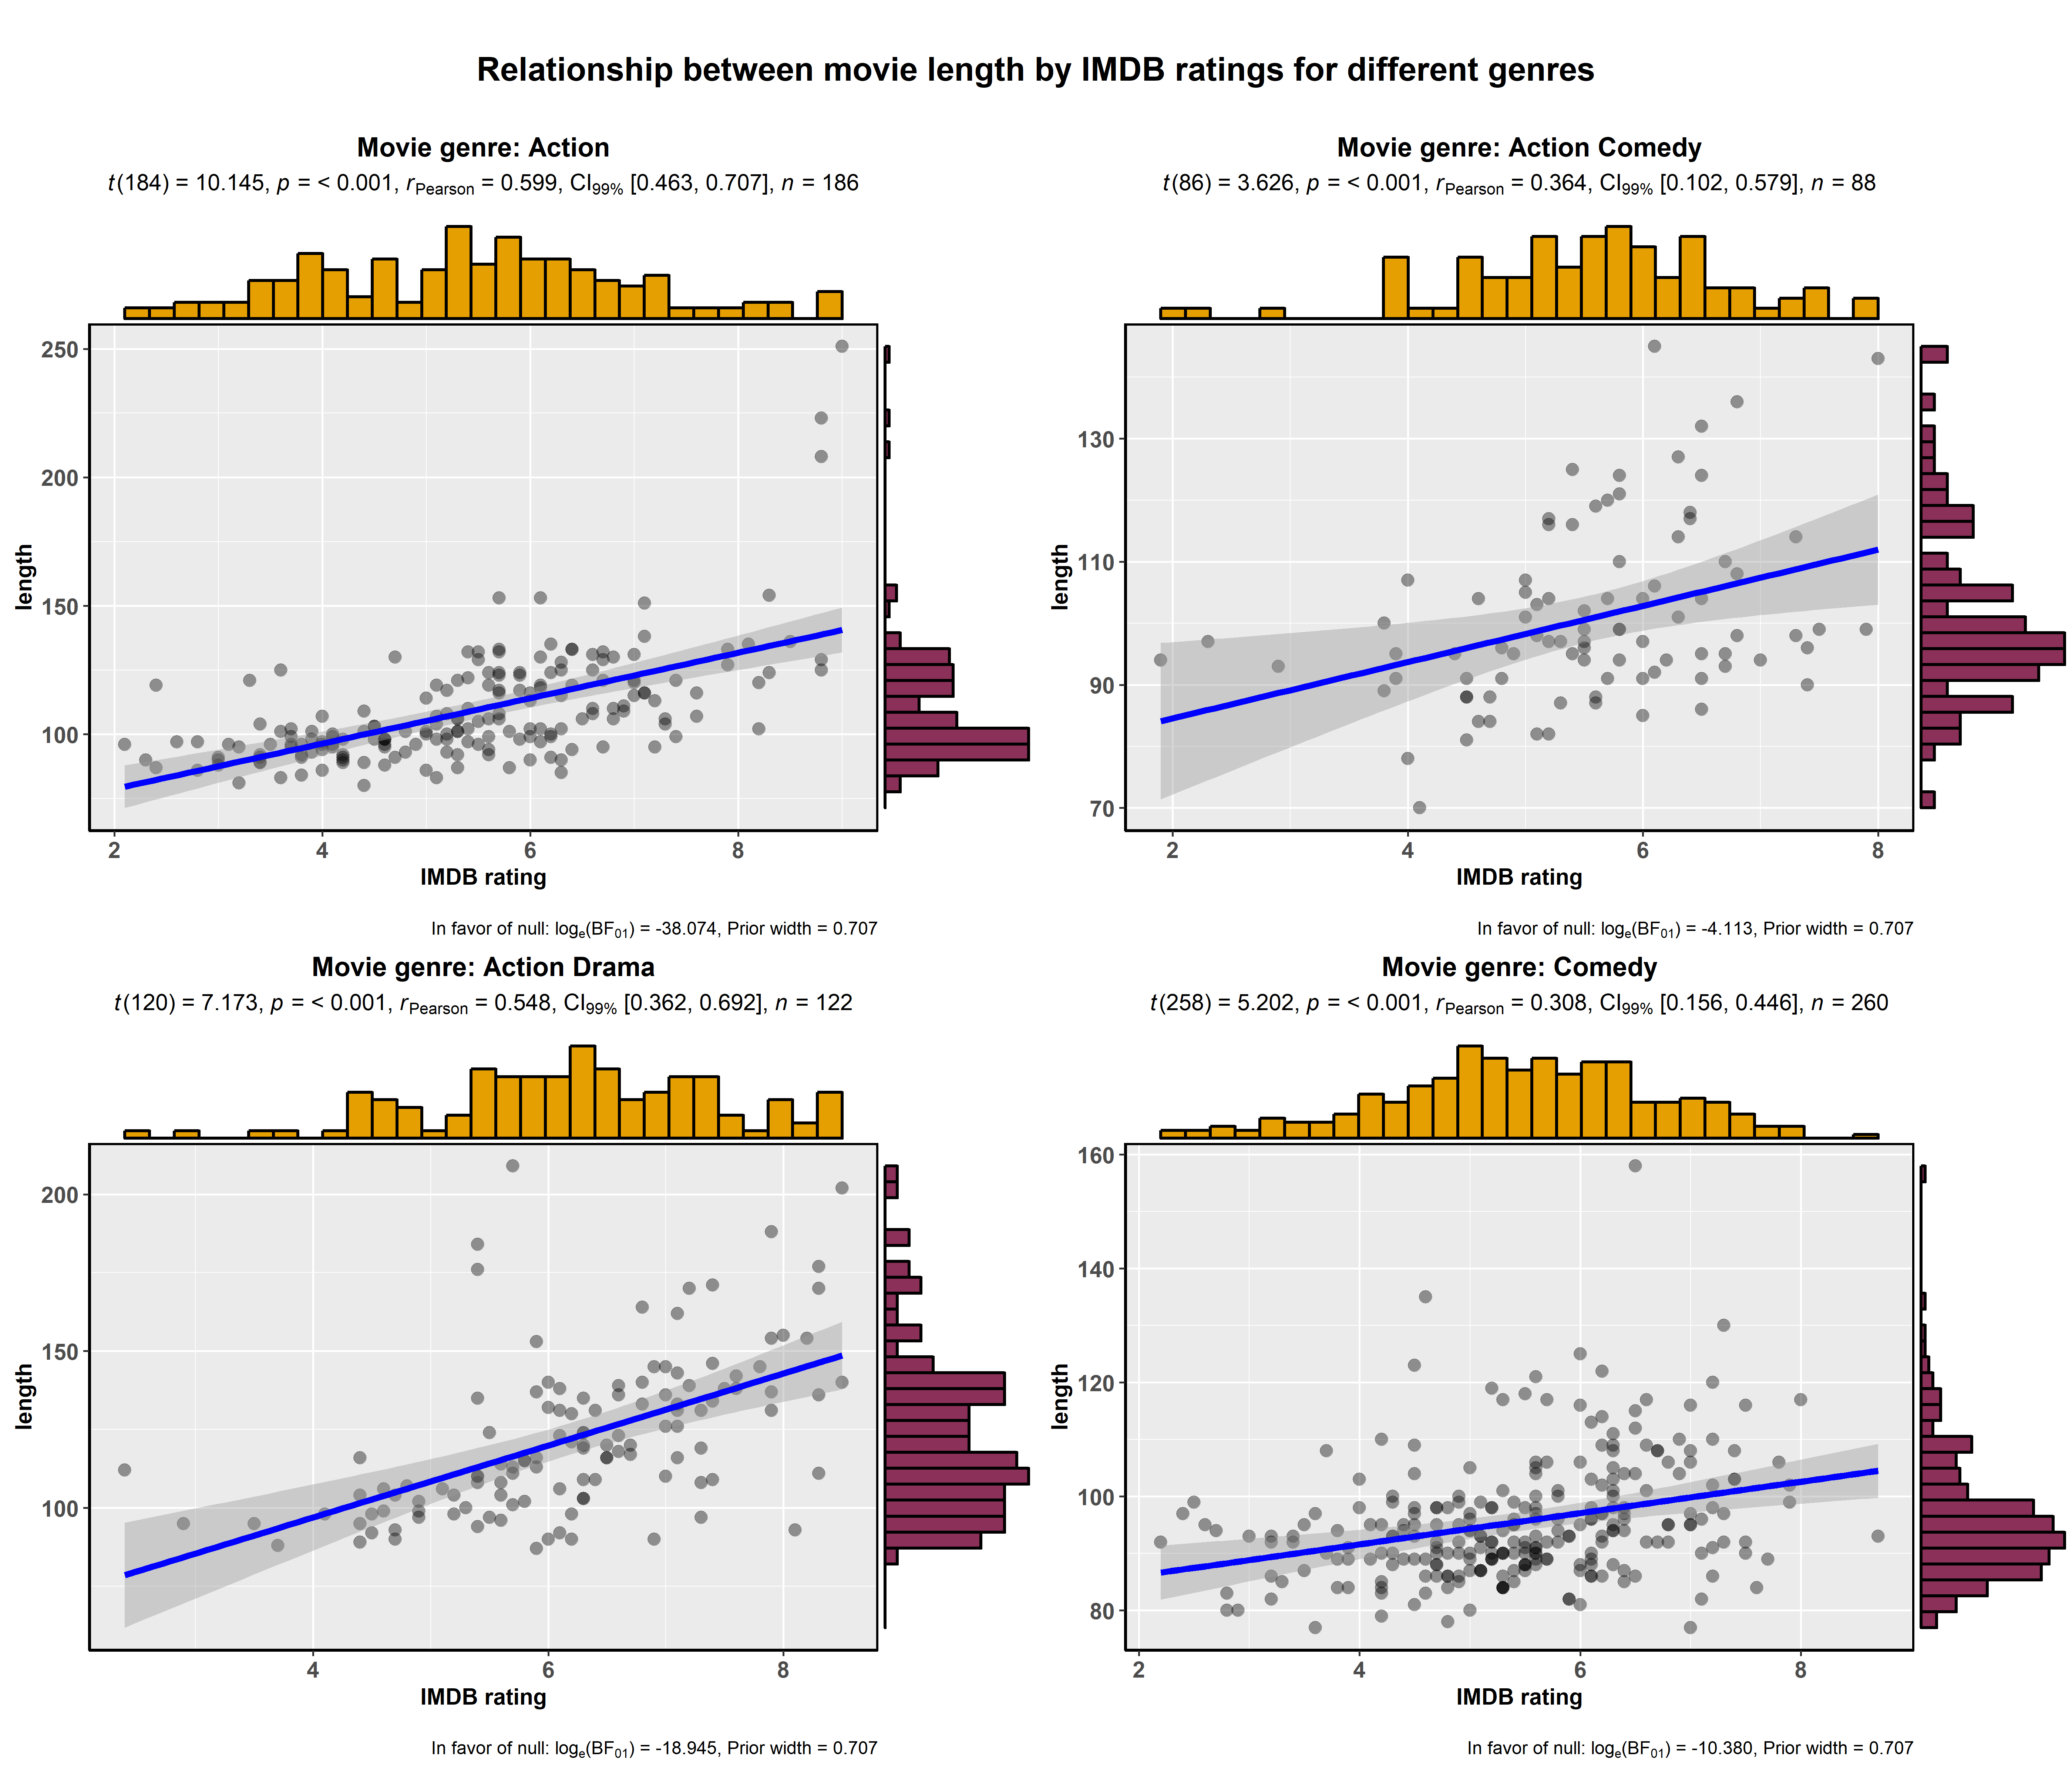 Relationship between movie length by IMDB ratings for different genres
Movie genre: Action
t(184) = 10.145, p = < 0.001, rPearson = 0.599, CI99% [0.463, 0.707], n = 186
250
200
150
100
length
2 4 6 8
IMDB rating
In favor of null: loge(BF01) = -38.074, Prior width = 0.707
Movie genre: Action Comedy
t(86) = 3.626, p = < 0.001, rPearson = 0.364, CI99% [0.102, 0.579], n = 88
130
110
90
70
length
2 4 6 8
IMDB rating
In favor of null: loge(BF01) = -4.113, Prior width = 0.707
Movie genre: Action Drama
t(120) = 7.173, p = < 0.001, rPearson = 0.548, CI99% [0.362, 0.692], n = 122
200
150
100
length
4 6 8
IMDB rating
In favor of null: loge(BF01) = -18.945, Prior width = 0.707
Movie genre: Comedy
t(258) = 5.202, p = < 0.001, rPearson = 0.308, CI99% [0.156, 0.446], n = 260
160
140
120
100
80
length
2 4 6 8
IMDB rating
In favor of null: loge(BF01) = -10.380, Prior width = 0.707